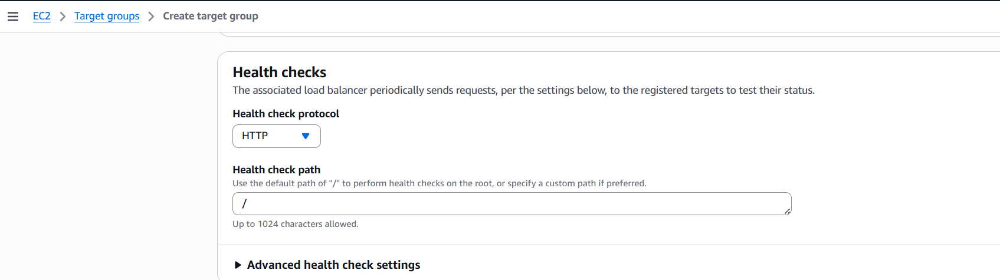 EC2 > Target groups > Create target group
Health checks
The associated load balancer periodically sends requests, per the settings below, to the registered targets to test their status.
Health check protocol
HTTP
Health check path
Use the default path of "/" to perform health checks on the root, or specify a custom path if preferred.
/
Up to 1024 characters allowed.
Advanced health check settings